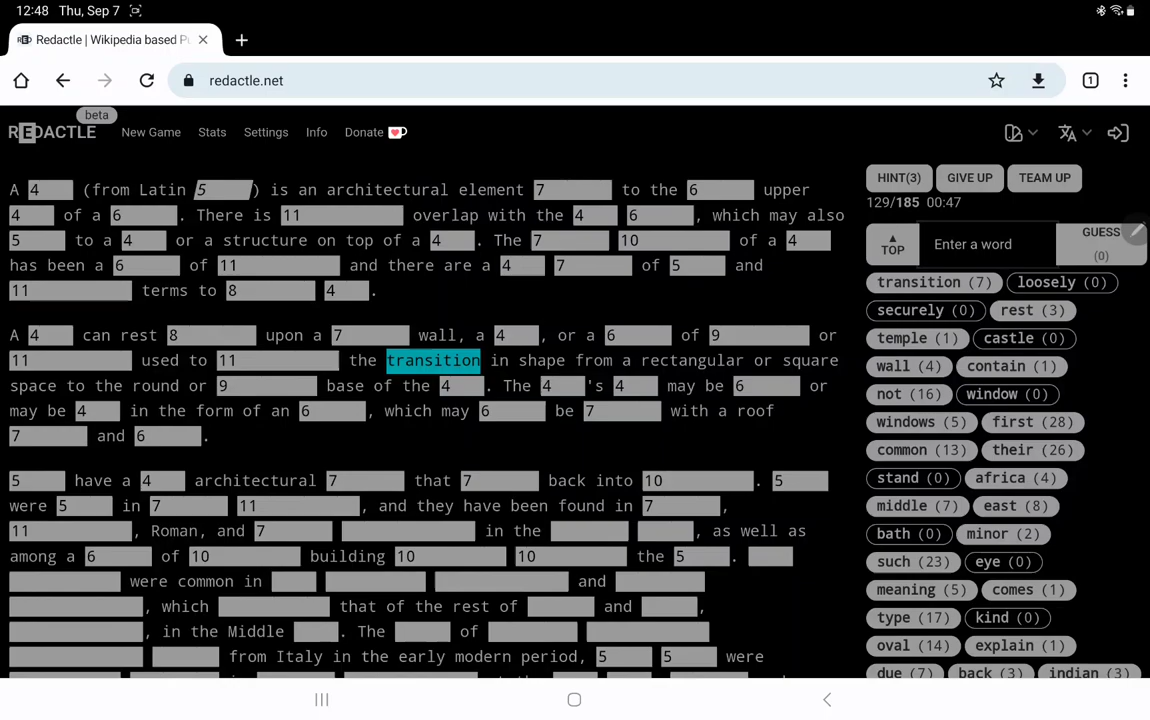 12:48 Thu, Sep 7
RED Redactle | Wikipedia based Pu
redactle.net 1
beta
REDACTLE New Game Stats Settings Info Donate
HINT(3) GIVE UP TEAM UP
129/185 00:47
▲ TOP Enter a word GUESS (0)
A 4 (from Latin 5 ) is an architectural element 7 to the 6 upper
4 of a 6 . There is 11 overlap with the 4 6 , which may also
5 to a 4 or a structure on top of a 4 . The 7 10 of a 4
has been a 6 of 11 and there are a 4 7 of 5 and
11 terms to 8 4 .
A 4 can rest 8 upon a 7 wall, a 4 , or a 6 of 9 or
11 used to 11 the transition in shape from a rectangular or square
space to the round or 9 base of the 4 . The 4 's 4 may be 6 or
may be 4 in the form of an 6 , which may 6 be 7 with a roof
7 and 6 .
5 have a 4 architectural 7 that 7 back into 10 . 5
were 5 in 7 11 , and they have been found in 7 ,
11 , Roman, and 7 in the , as well as
among a 6 of 10 building 10 10 the 5 .
were common in and
, which that of the rest of and ,
, in the Middle . The of
from Italy in the early modern period, 5 5 were
transition (7) loosely (0)
securely (0) rest (3)
temple (1) castle (0)
wall (4) contain (1)
not (16) window (0)
windows (5) first (28)
common (13) their (26)
stand (0) africa (4)
middle (7) east (8)
bath (0) minor (2)
such (23) eye (0)
meaning (5) comes (1)
type (17) kind (0)
oval (14) explain (1)
due (7) back (3) indian (3)